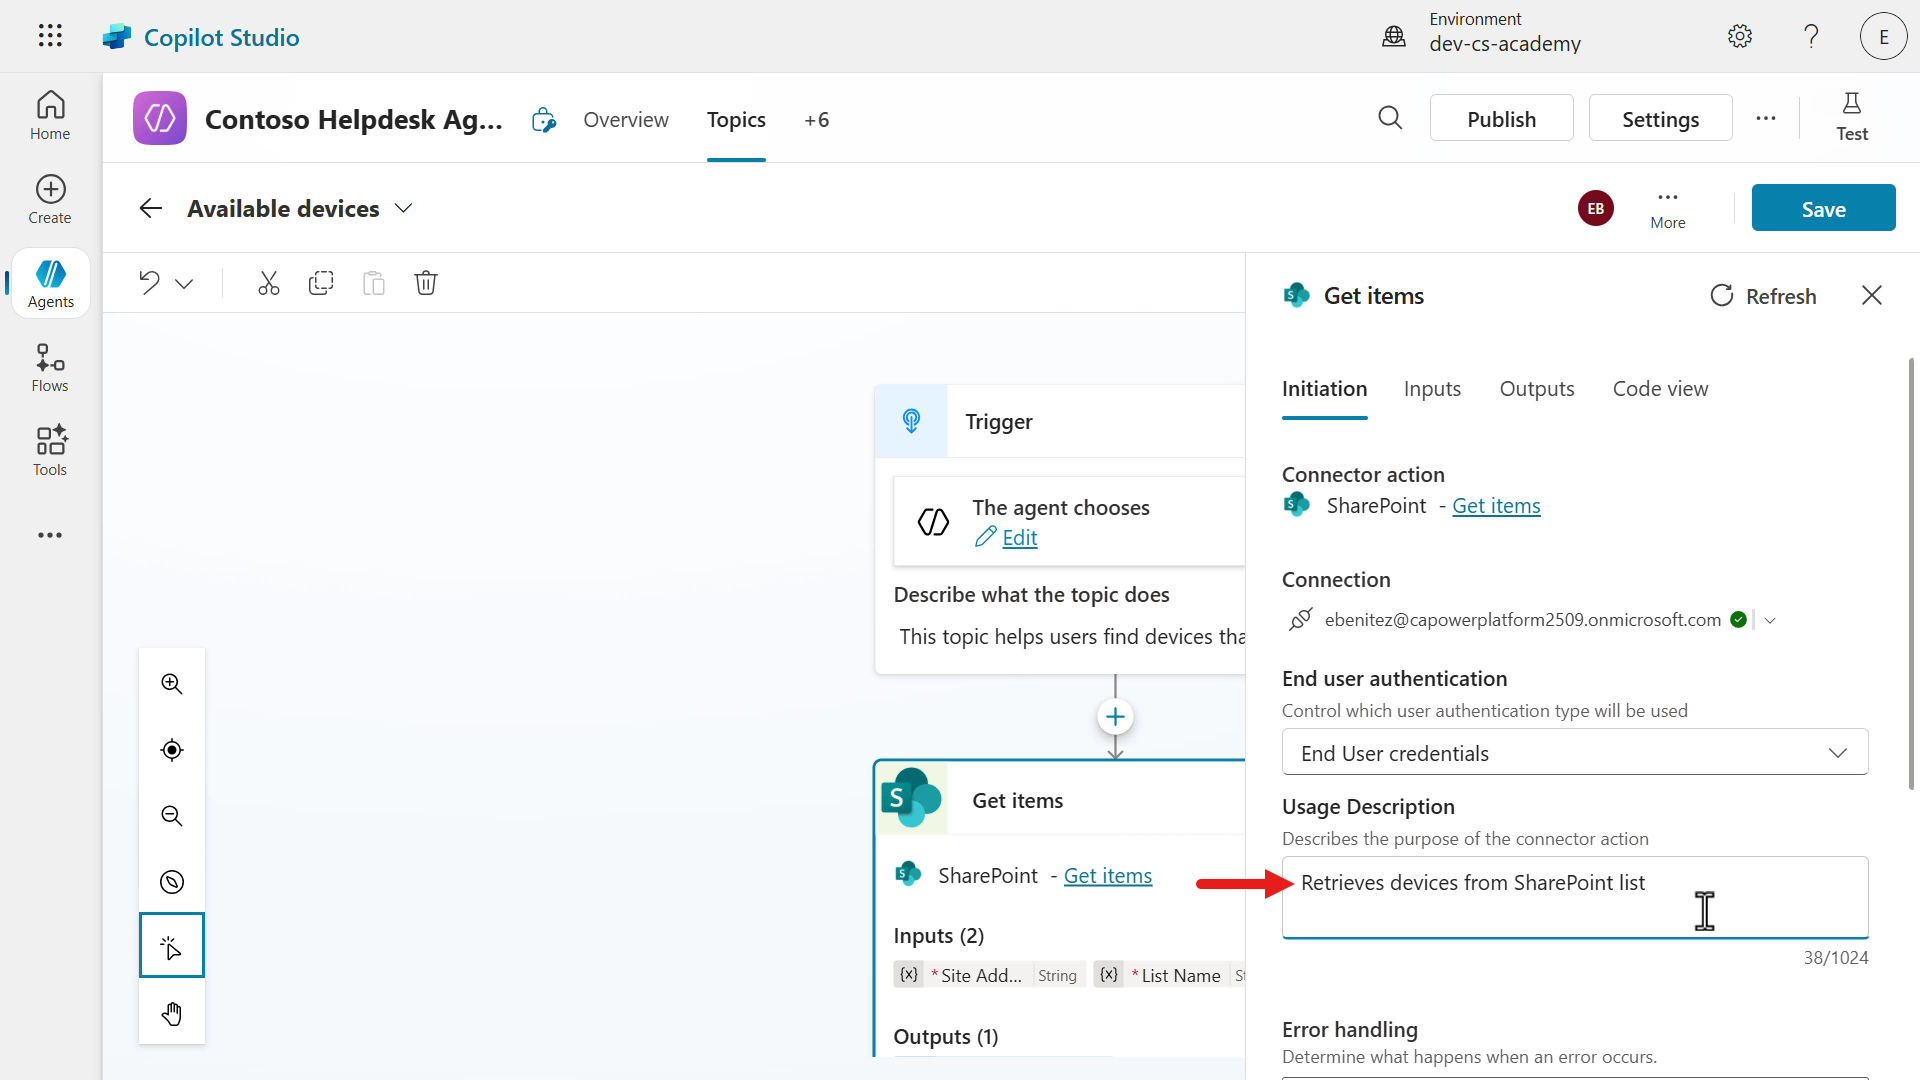 Copilot Studio
Environment
dev-cs-academy
E
Home
Create
Agents
Flows
Tools
Contoso Helpdesk Ag...
Overview
Topics
+6
Publish
Settings
Test
Available devices
EB
More
Save
Trigger
The agent chooses
Edit
Describe what the topic does
This topic helps users find devices tha
Get items
SharePoint - Get items
Inputs (2)
{x} * Site Add... String {x} * List Name St
Outputs (1)
Get items
Refresh
Initiation
Inputs
Outputs
Code view
Connector action
SharePoint - Get items
Connection
ebenitez@capowerplatform2509.onmicrosoft.com
End user authentication
Control which user authentication type will be used
End User credentials
Usage Description
Describes the purpose of the connector action
Retrieves devices from SharePoint list
38/1024
Error handling
Determine what happens when an error occurs.